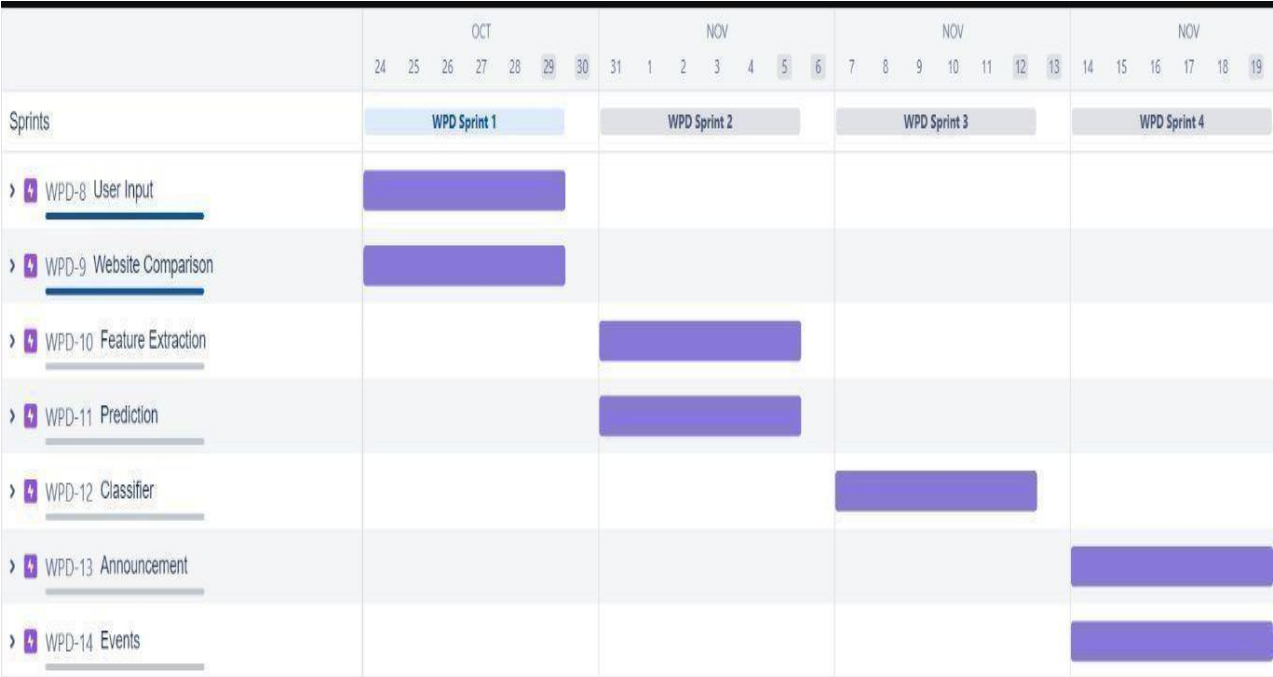 OCT NOV NOV NOV
24 25 26 27 28 29 30 31 1 2 3 4 5 6 7 8 9 10 11 12 13 14 15 16 17 18 19
Sprints WPD Sprint 1 WPD Sprint 2 WPD Sprint 3 WPD Sprint 4
WPD-8 User Input
WPD-9 Website Comparison
WPD-10 Feature Extraction
WPD-11 Prediction
WPD-12 Classifier
WPD-13 Announcement
WPD-14 Events